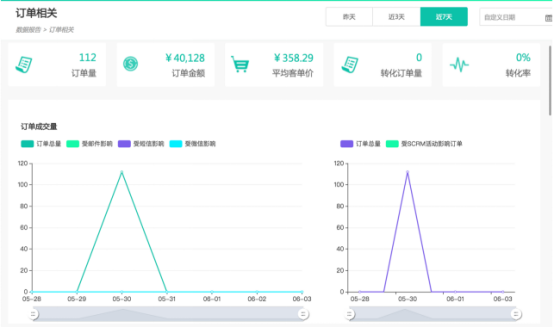 订单相关
数据报告 > 订单相关
昨天 近3天 近7天 自定义日期
112
订单量
¥40,128
订单金额
¥358.29
平均客单价
0
转化订单量
0%
转化率
订单成交量
订单总量 受邮件影响 受短信影响 受微信影响
120
100
80
60
40
20
0
05-28 05-29 05-30 05-31 06-01 06-02 06-03
订单总量 受SCRM活动影响订单
120
100
80
60
40
20
0
05-28 05-30 06-01 06-03